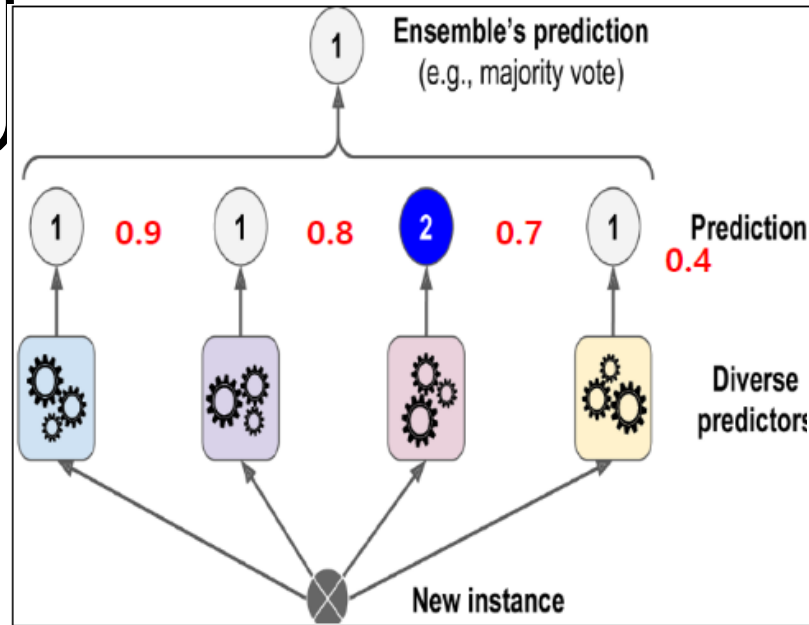 Ensemble's prediction
(e.g., majority vote)
1
1 0.9 1 0.8 2 0.7 1 Prediction
0.4
Diverse
predictors
New instance